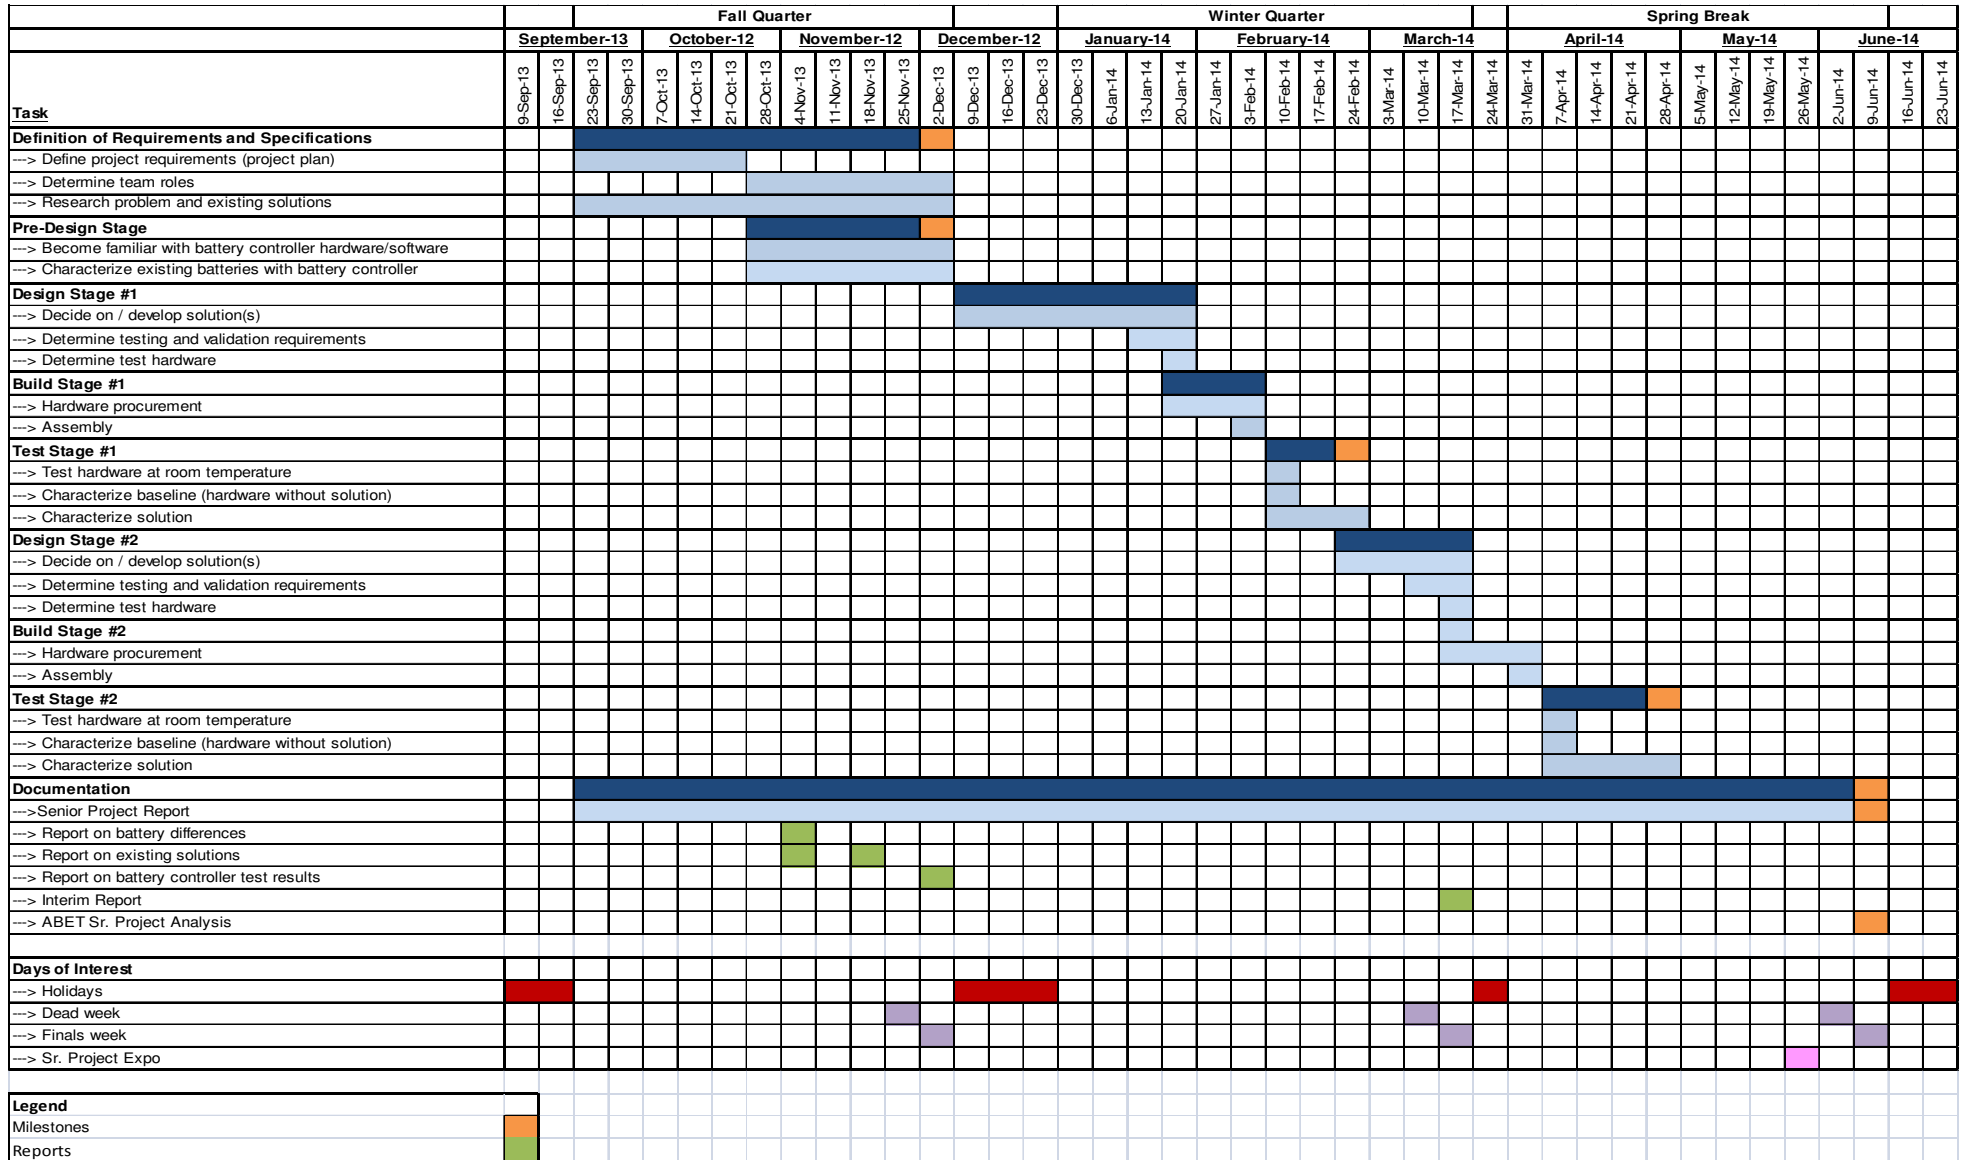 Fall Quarter Winter Quarter Spring Break
September-13 October-12 November-12 December-12 January-14 February-14 March-14 April-14 May-14 June-14
Task 9-Sep-13 16-Sep-13 23-Sep-13 30-Sep-13 7-Oct-13 14-Oct-13 21-Oct-13 28-Oct-13 4-Nov-13 11-Nov-13 18-Nov-13 25-Nov-13 2-Dec-13 9-Dec-13 16-Dec-13 23-Dec-13 30-Dec-13 6-Jan-14 13-Jan-14 20-Jan-14 27-Jan-14 3-Feb-14 10-Feb-14 17-Feb-14 24-Feb-14 3-Mar-14 10-Mar-14 17-Mar-14 24-Mar-14 31-Mar-14 7-Apr-14 14-Apr-14 21-Apr-14 28-Apr-14 5-May-14 12-May-14 19-May-14 26-May-14 2-Jun-14 9-Jun-14 16-Jun-14 23-Jun-14
Definition of Requirements and Specifications
---> Define project requirements (project plan)
---> Determine team roles
---> Research problem and existing solutions
Pre-Design Stage
---> Become familiar with battery controller hardware/software
---> Characterize existing batteries with battery controller
Design Stage #1
---> Decide on / develop solution(s)
---> Determine testing and validation requirements
---> Determine test hardware
Build Stage #1
---> Hardware procurement
---> Assembly
Test Stage #1
---> Test hardware at room temperature
---> Characterize baseline (hardware without solution)
---> Characterize solution
Design Stage #2
---> Decide on / develop solution(s)
---> Determine testing and validation requirements
---> Determine test hardware
Build Stage #2
---> Hardware procurement
---> Assembly
Test Stage #2
---> Test hardware at room temperature
---> Characterize baseline (hardware without solution)
---> Characterize solution
Documentation
--->Senior Project Report
---> Report on battery differences
---> Report on existing solutions
---> Report on battery controller test results
---> Interim Report
---> ABET Sr. Project Analysis
Days of Interest
---> Holidays
---> Dead week
---> Finals week
---> Sr. Project Expo
Legend
Milestones
Reports